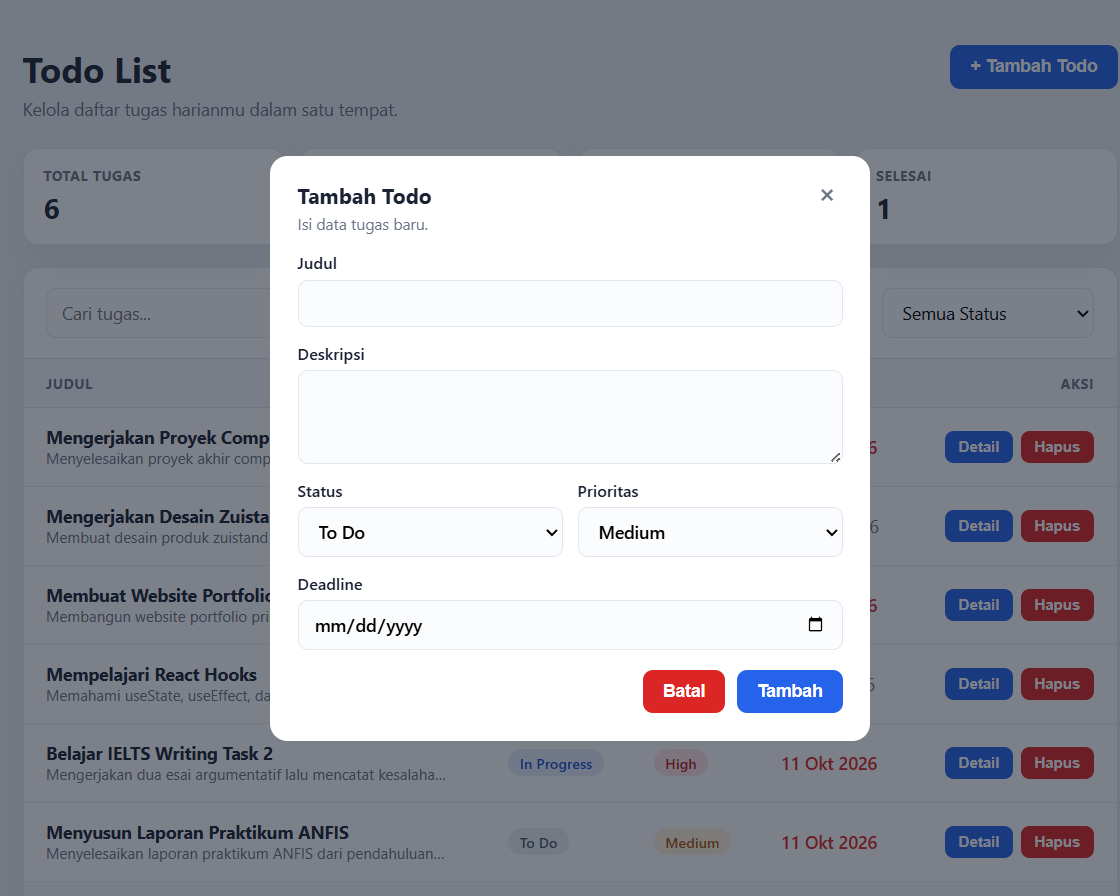 Todo List
+ Tambah Todo
Kelola daftar tugas harianmu dalam satu tempat.
TOTAL TUGAS
SELESAI
6
1
Tambah Todo
×
Isi data tugas baru.
Judul
Deskripsi
Status
Prioritas
To Do
Medium
Deadline
mm/dd/yyyy
Batal
Tambah
Cari tugas...
Semua Status
JUDUL
AKSI
Mengerjakan Proyek Comp
Menyelesaikan proyek akhir comp
6
Detail
Hapus
Mengerjakan Desain Zuista
Membuat desain produk zuistand
6
Detail
Hapus
Membuat Website Portfolio
Membangun website portfolio pri
6
Detail
Hapus
Mempelajari React Hooks
Memahami useState, useEffect, da
Detail
Hapus
Belajar IELTS Writing Task 2
Mengerjakan dua esai argumentatif lalu mencatat kesalaha...
In Progress
High
11 Okt 2026
Detail
Hapus
Menyusun Laporan Praktikum ANFIS
Menyelesaikan laporan praktikum ANFIS dari pendahuluan...
To Do
Medium
11 Okt 2026
Detail
Hapus